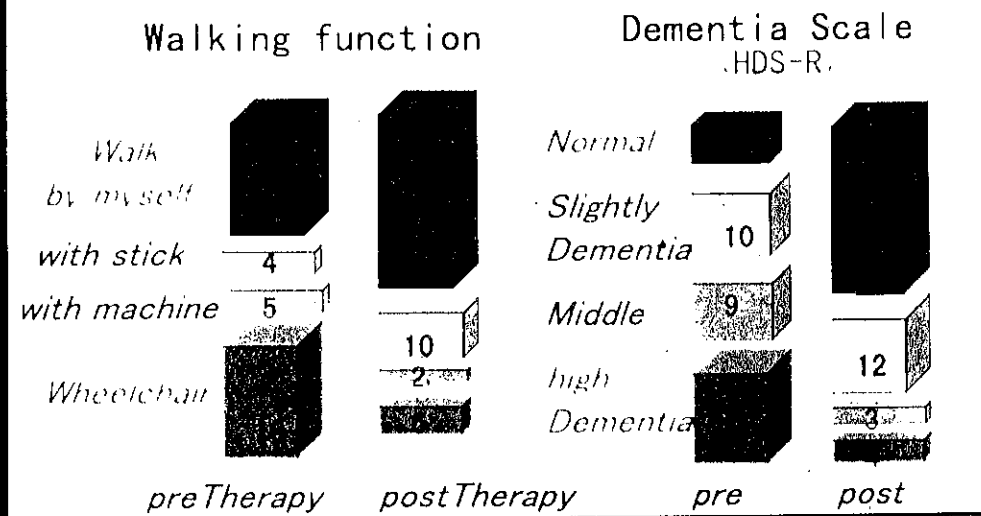 Walking function
Walk
by myself
with stick
4
with machine
5
Wheelchair
10
2
preTherapy
postTherapy
Dementia Scale
HDS-R
Normal
Slightly
Dementia
10
Middle
9
high
Dementia
12
3
pre
post